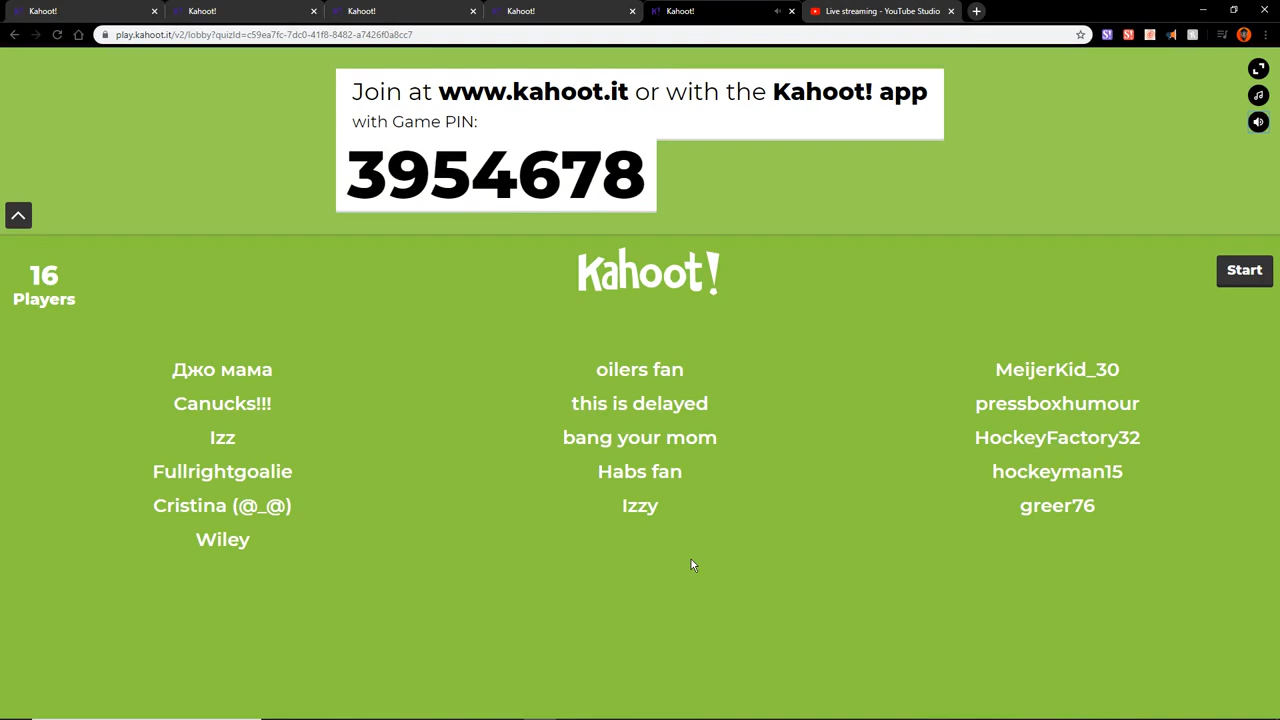 Kahoot! Kahoot! Kahoot! Kahoot! Kahoot! Live streaming - YouTube Studio
play.kahoot.it/v2/lobby?quizId=c59ea7fc-7dc0-41f8-8482-a7426f0a8cc7
Join at www.kahoot.it or with the Kahoot! app
with Game PIN:
3954678
16
Players
Kahoot!
Start
Джо мама oilers fan MeijerKid_30
Canucks!!! this is delayed pressboxhumour
Izz bang your mom HockeyFactory32
Fullrightgoalie Habs fan hockeyman15
Cristina (@_@) Izzy greer76
Wiley